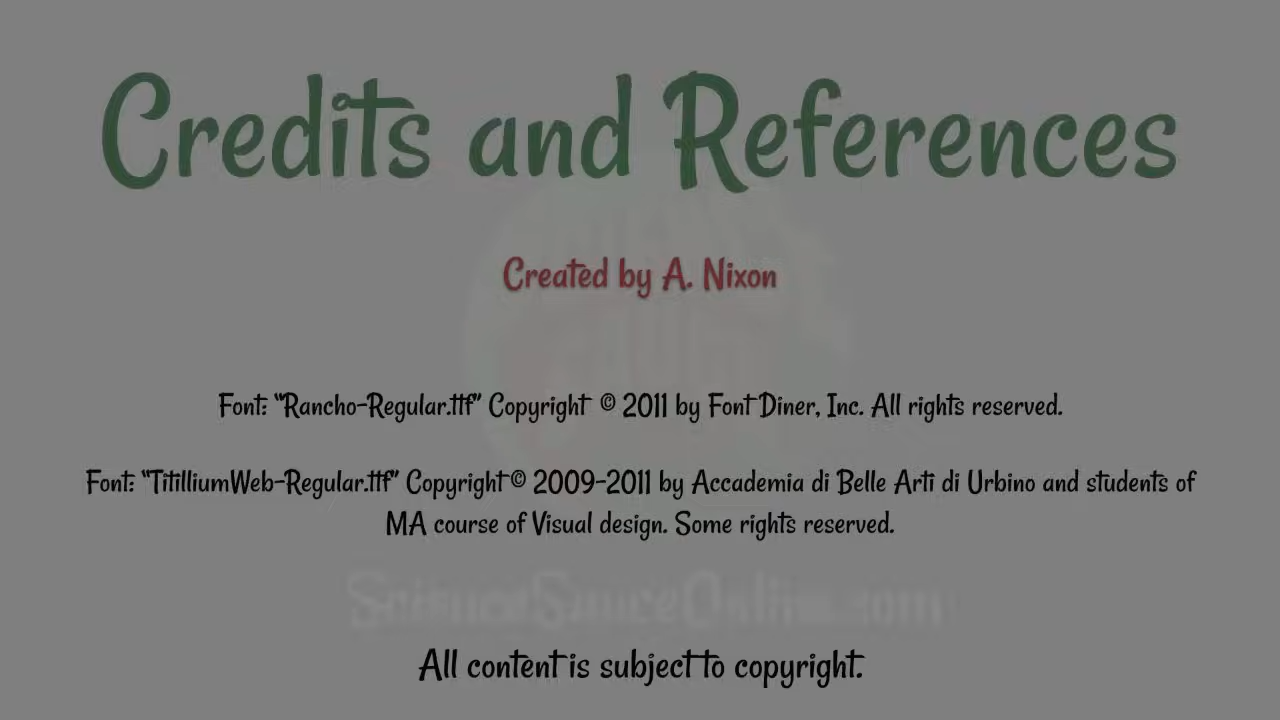 Credits and References
Created by A. Nixon
Font: “Rancho-Regular.ttf” Copyright © 2011 by Font Diner, Inc. All rights reserved.
Font: “TitilliumWeb-Regular.ttf” Copyright © 2009-2011 by Accademia di Belle Arti di Urbino and students of
MA course of Visual design. Some rights reserved.
ScienceSauceOnline.com
All content is subject to copyright.